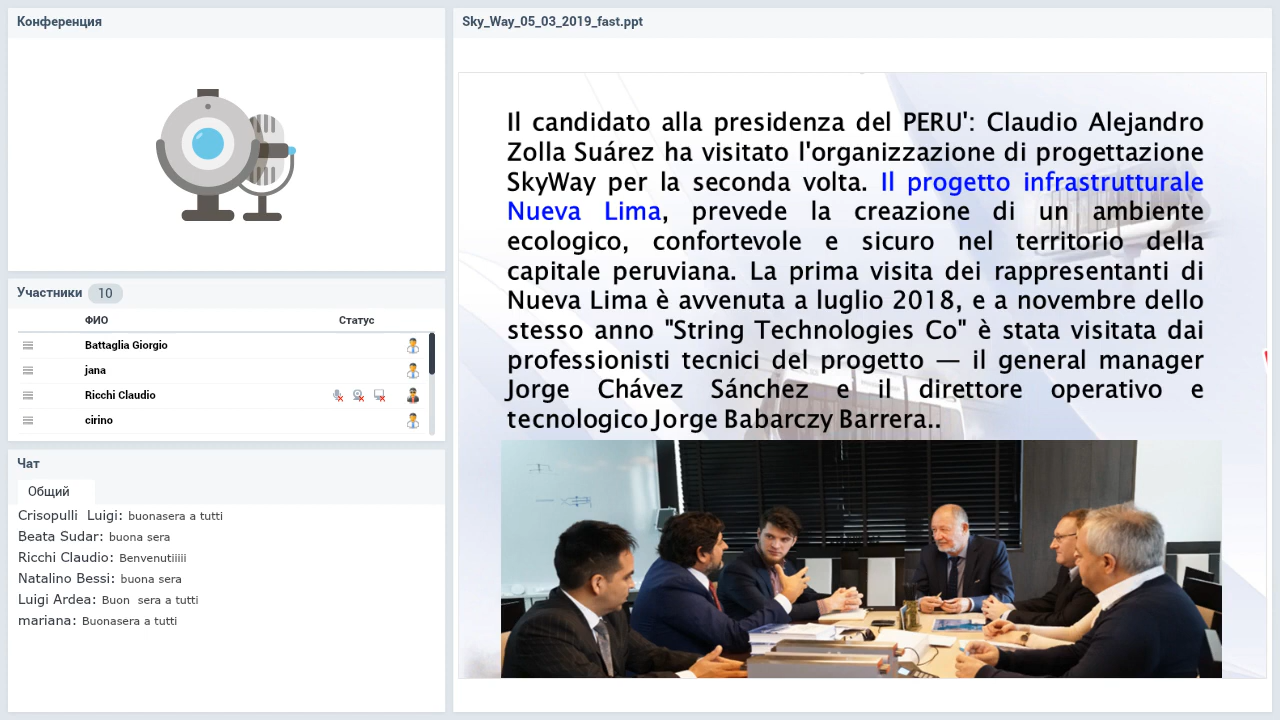 Конференция
Sky_Way_05_03_2019_fast.ppt
Il candidato alla presidenza del PERU': Claudio Alejandro
Zolla Suárez ha visitato l'organizzazione di progettazione
SkyWay per la seconda volta. Il progetto infrastrutturale
Nueva Lima, prevede la creazione di un ambiente
ecologico, confortevole e sicuro nel territorio della
capitale peruviana. La prima visita dei rappresentanti di
Nueva Lima è avvenuta a luglio 2018, e a novembre dello
stesso anno "String Technologies Co" è stata visitata dai
professionisti tecnici del progetto — il general manager
Jorge Chávez Sánchez e il direttore operativo e
tecnologico Jorge Babarczy Barrera..
Участники 10
ФИО Статус
Battaglia Giorgio
jana
Ricchi Claudio
cirino
Чат
Общий
Crisopulli Luigi: buonasera a tutti
Beata Sudar: buona sera
Ricchi Claudio: Benvenutiiiii
Natalino Bessi: buona sera
Luigi Ardea: Buon sera a tutti
mariana: Buonasera a tutti